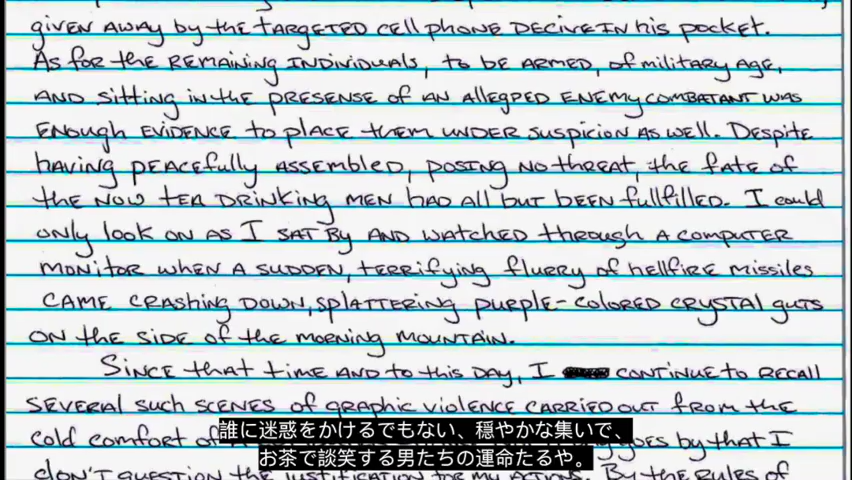 given away by the targeted cell phone decive in his pocket.
As for the remaining individuals, to be armed, of military age,
and sitting in the presense of an allegped enemy combatant was
enough evidence to place them under suspicion as well. Despite
having peacefully assembled, posing no threat, the fate of
the now tea drinking men had all but been fullfilled. I could
only look on as I sat by and watched through a computer
monitor when a sudden, terrifying flurry of hellfire missiles
came crashing down, splattering purple-colored crystal guts
on the side of the morning mountain.
Since that time and to this day, I continue to recall
several such scenes of graphic violence carried out from the
cold comfort of goes by that I
don't question the justification for my actions. By the rules of
誰に迷惑をかけるでもない、穏やかな集いで、
お茶で談笑する男たちの運命たるや。